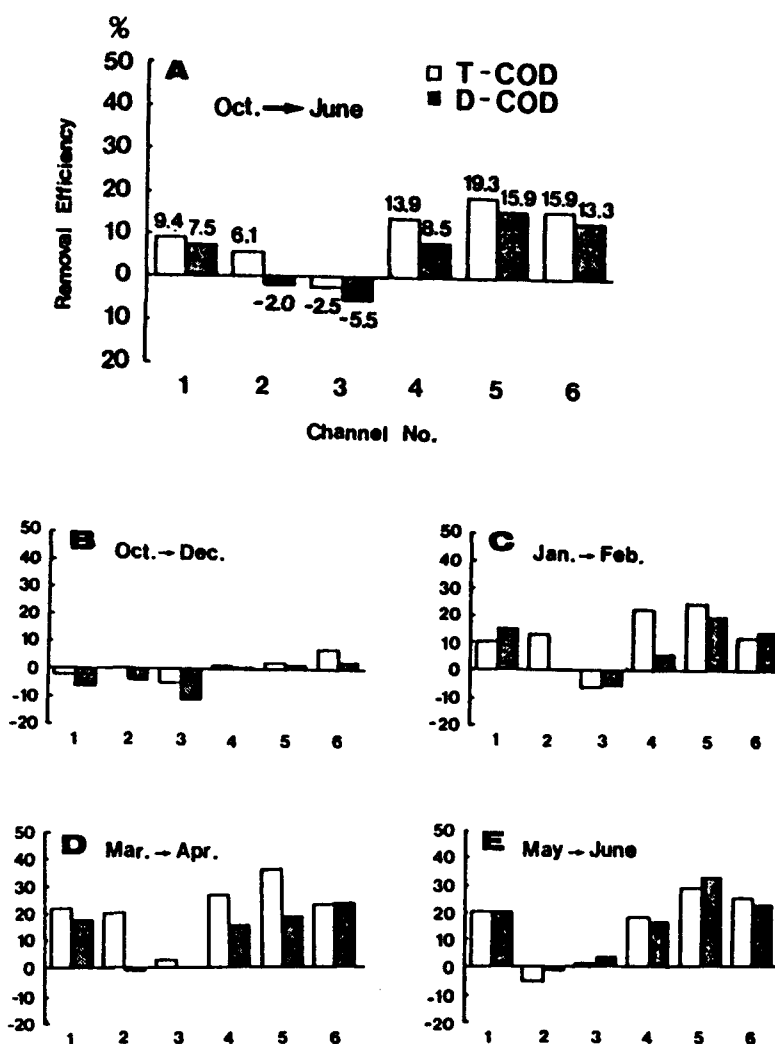 %
50
40
30
20
10
0
10
20
Removal Efficiency
A
Oct. → June
T-COD
D-COD
9.4 7.5 6.1 -2.0 -2.5 -5.5 13.9 8.5 19.3 15.9 15.9 13.3
1 2 3 4 5 6
Channel No.
B Oct. → Dec.
50
40
30
20
10
0
-10
-20
1 2 3 4 5 6
C Jan. → Feb.
50
40
30
20
10
0
-10
-20
1 2 3 4 5 6
D Mar. → Apr.
50
40
30
20
10
0
-10
-20
1 2 3 4 5 6
E May → June
50
40
30
20
10
0
-10
-20
1 2 3 4 5 6